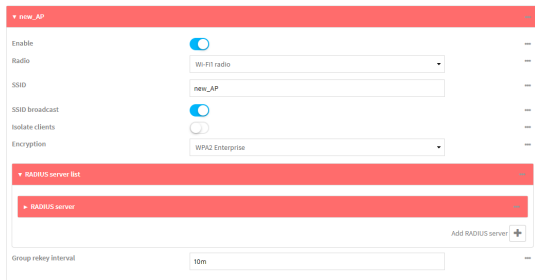 new_AP
Enable
Radio
Wi-Fi1 radio
SSID
new_AP
SSID broadcast
Isolate clients
Encryption
WPA2 Enterprise
RADIUS server list
RADIUS server
Add RADIUS server
Group rekey interval
10m